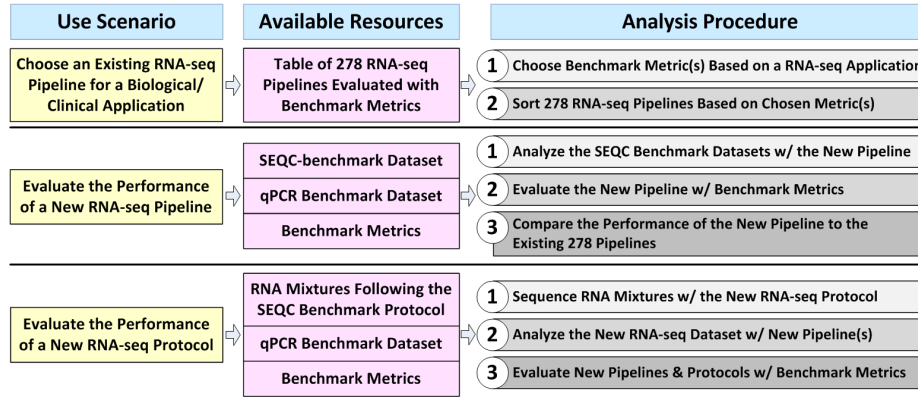 Use Scenario
Available Resources
Analysis Procedure
Choose an Existing RNA-seq
Pipeline for a Biological/
Clinical Application
Table of 278 RNA-seq
Pipelines Evaluated with
Benchmark Metrics
1 Choose Benchmark Metric(s) Based on a RNA-seq Application
2 Sort 278 RNA-seq Pipelines Based on Chosen Metric(s)
Evaluate the Performance
of a New RNA-seq Pipeline
SEQC-benchmark Dataset
qPCR Benchmark Dataset
Benchmark Metrics
1 Analyze the SEQC Benchmark Datasets w/ the New Pipeline
2 Evaluate the New Pipeline w/ Benchmark Metrics
3 Compare the Performance of the New Pipeline to the
Existing 278 Pipelines
Evaluate the Performance
of a New RNA-seq Protocol
RNA Mixtures Following the
SEQC Benchmark Protocol
qPCR Benchmark Dataset
Benchmark Metrics
1 Sequence RNA Mixtures w/ the New RNA-seq Protocol
2 Analyze the New RNA-seq Dataset w/ New Pipeline(s)
3 Evaluate New Pipelines & Protocols w/ Benchmark Metrics